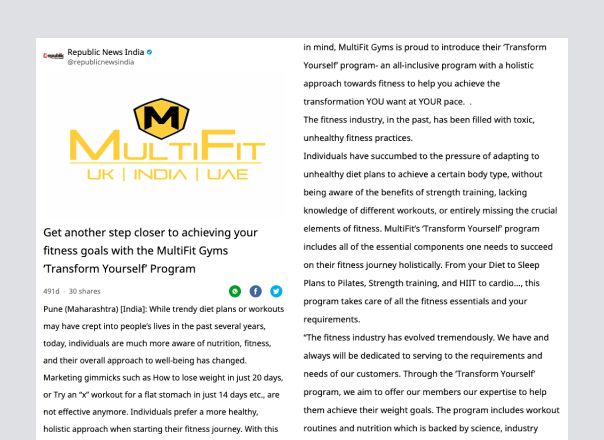 Republic News India
@republicnewsindia
M
MULTIFIT
UK | INDIA | UAE
Get another step closer to achieving your
fitness goals with the MultiFit Gyms
‘Transform Yourself’ Program
491d · 30 shares
Pune (Maharashtra) [India]: While trendy diet plans or workouts
may have crept into people’s lives in the past several years,
today, individuals are much more aware of nutrition, fitness,
and their overall approach to well-being has changed.
Marketing gimmicks such as How to lose weight in just 20 days,
or Try an “x” workout for a flat stomach in just 14 days etc., are
not effective anymore. Individuals prefer a more healthy,
holistic approach when starting their fitness journey. With this
in mind, MultiFit Gyms is proud to introduce their ‘Transform
Yourself’ program- an all-inclusive program with a holistic
approach towards fitness to help you achieve the
transformation YOU want at YOUR pace. .
The fitness industry, in the past, has been filled with toxic,
unhealthy fitness practices.
Individuals have succumbed to the pressure of adapting to
unhealthy diet plans to achieve a certain body type, without
being aware of the benefits of strength training, lacking
knowledge of different workouts, or entirely missing the crucial
elements of fitness. MultiFit’s ‘Transform Yourself’ program
includes all of the essential components one needs to succeed
on their fitness journey holistically. From your Diet to Sleep
Plans to Pilates, Strength training, and HIIT to cardio..., this
program takes care of all the fitness essentials and your
requirements.
“The fitness industry has evolved tremendously. We have and
always will be dedicated to serving to the requirements and
needs of our customers. Through the ‘Transform Yourself’
program, we aim to offer our members our expertise to help
them achieve their weight goals. The program includes workout
routines and nutrition which is backed by science, industry